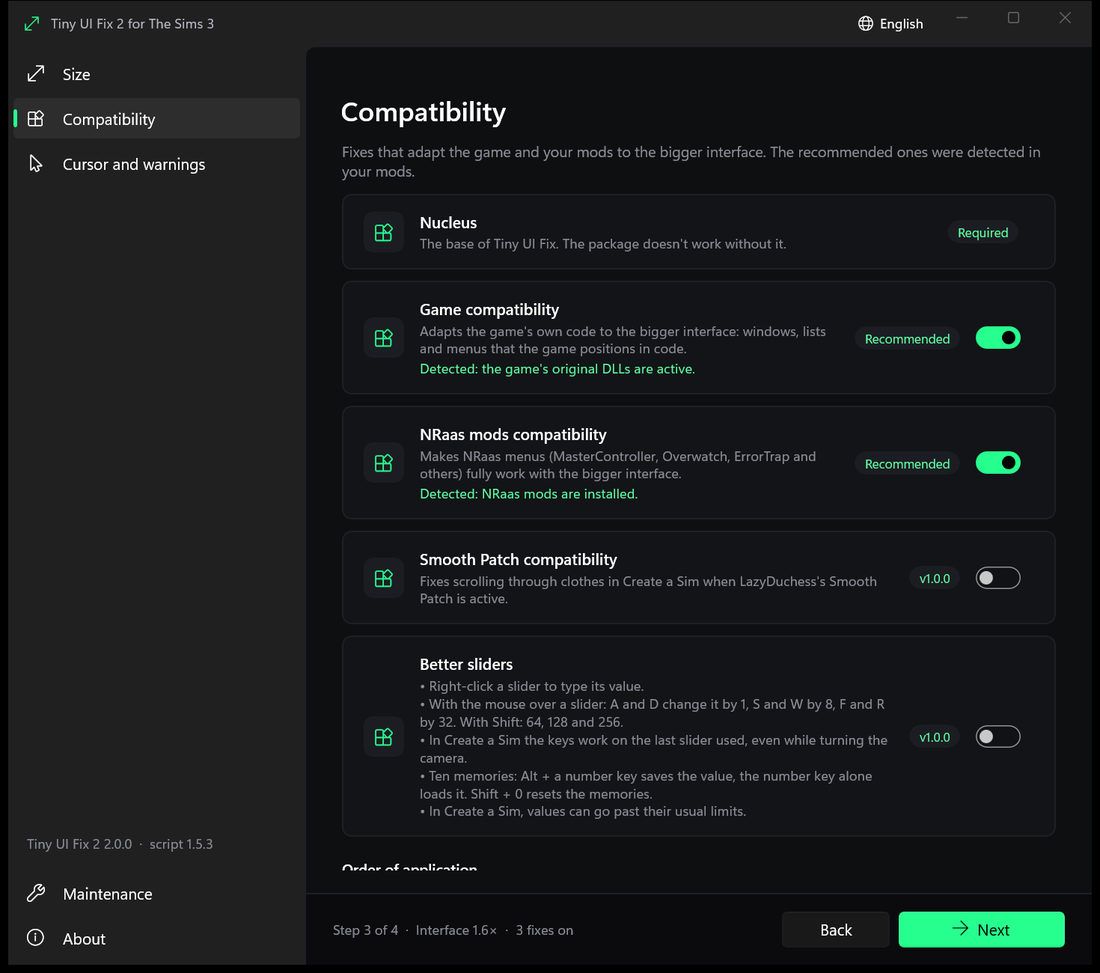 Tiny UI Fix 2 for The Sims 3
English
Size
Compatibility
Cursor and warnings
Compatibility
Fixes that adapt the game and your mods to the bigger interface. The recommended ones were detected in
your mods.
Nucleus
The base of Tiny UI Fix. The package doesn't work without it.
Required
Game compatibility
Adapts the game's own code to the bigger interface: windows, lists
and menus that the game positions in code.
Detected: the game's original DLLs are active.
Recommended
NRaas mods compatibility
Makes NRaas menus (MasterController, Overwatch, ErrorTrap and
others) fully work with the bigger interface.
Detected: NRaas mods are installed.
Recommended
Smooth Patch compatibility
Fixes scrolling through clothes in Create a Sim when LazyDuchess's Smooth
Patch is active.
v1.0.0
Better sliders
• Right-click a slider to type its value.
• With the mouse over a slider: A and D change it by 1, S and W by 8, F and R
by 32. With Shift: 64, 128 and 256.
• In Create a Sim the keys work on the last slider used, even while turning the
camera.
• Ten memories: Alt + a number key saves the value, the number key alone
loads it. Shift + 0 resets the memories.
• In Create a Sim, values can go past their usual limits.
v1.0.0
Order of application
Tiny UI Fix 2 2.0.0 · script 1.5.3
Maintenance
About
Step 3 of 4 · Interface 1.6× · 3 fixes on
Back
Next